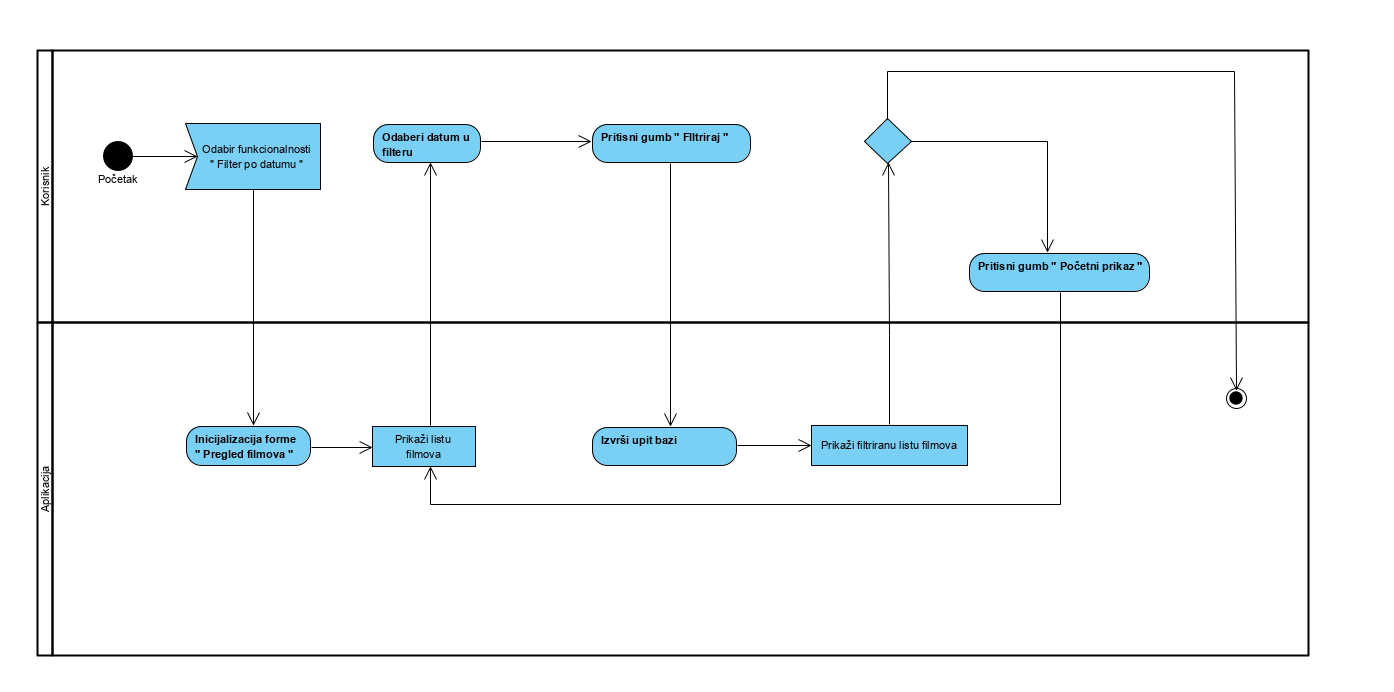 Korisnik
Početak
Odabir funkcionalnosti
" Filter po datumu "
Odaberi datum u
filteru
Pritisni gumb " FIltriraj "
Pritisni gumb " Početni prikaz "
Aplikacija
Inicijalizacija forme
" Pregled filmova "
Prikaži listu
filmova
Izvrši upit bazi
Prikaži filtriranu listu filmova